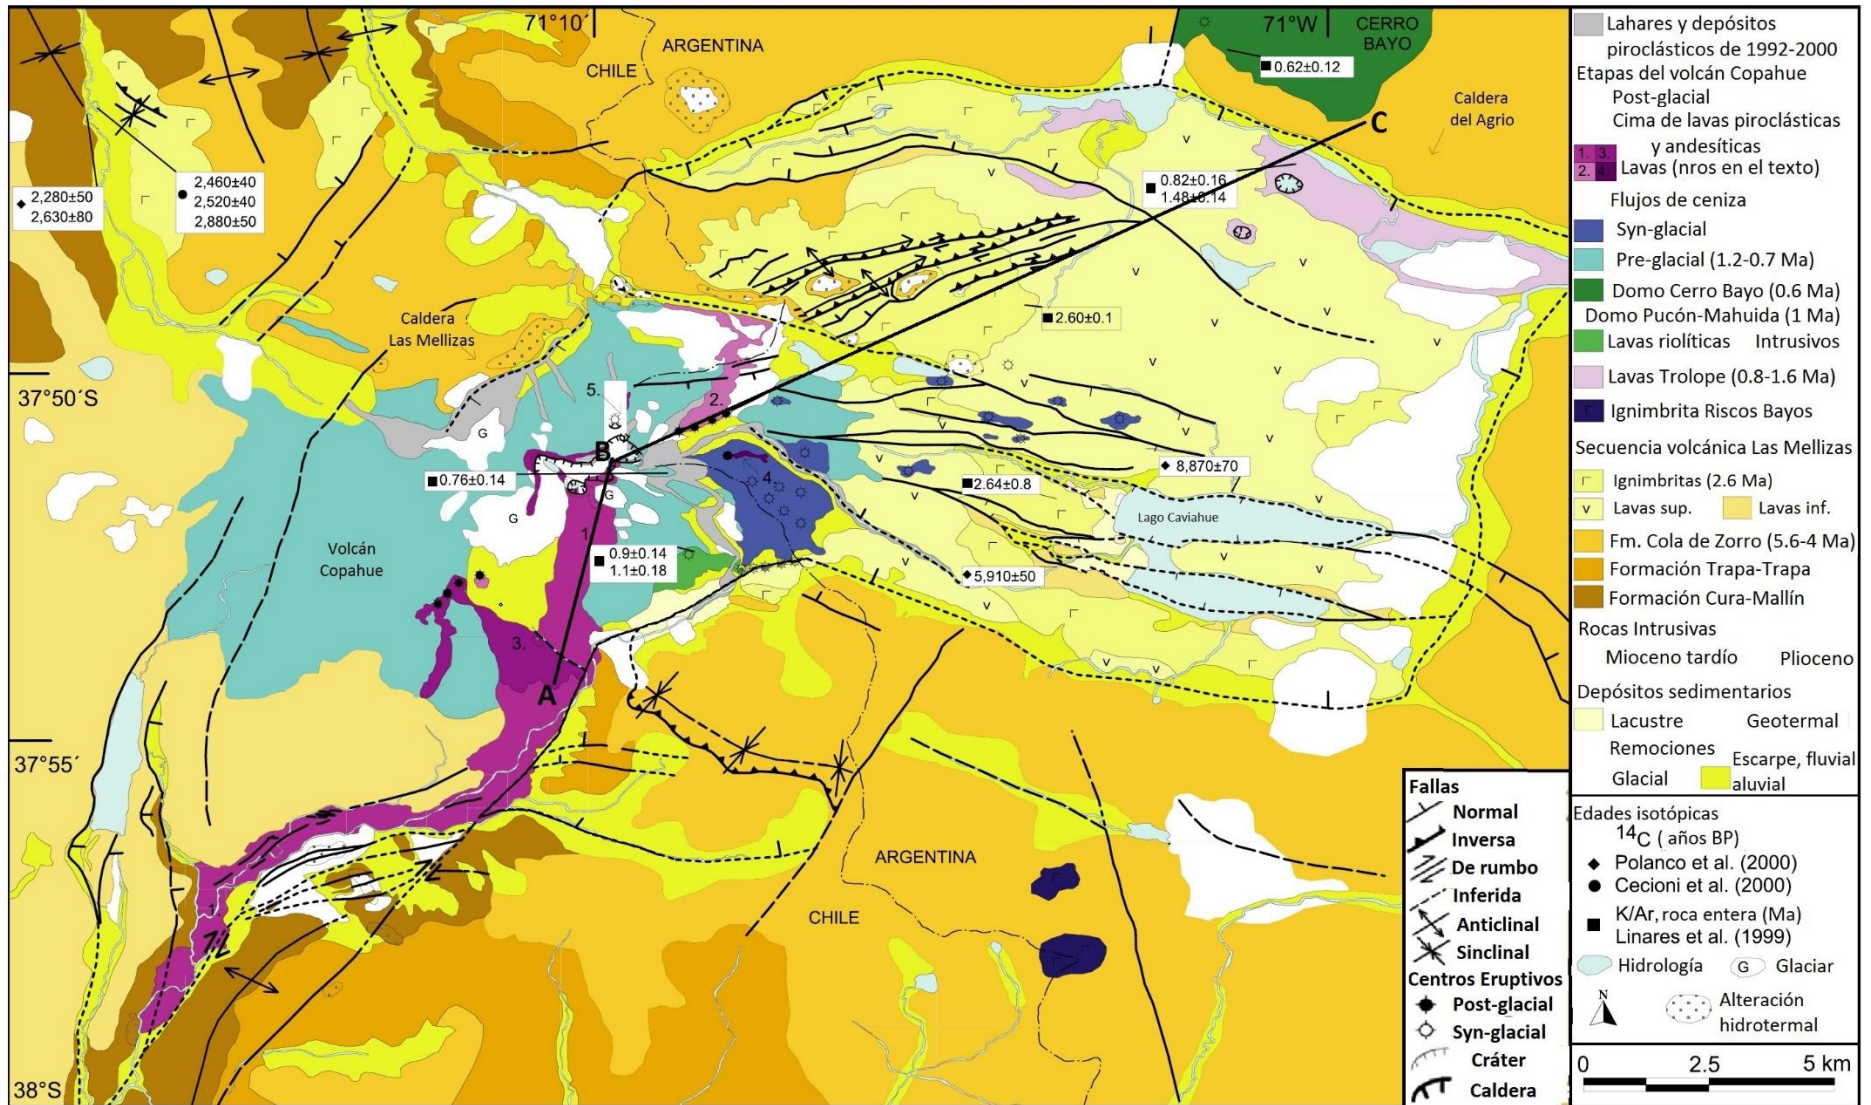 71°10´
ARGENTINA
CHILE
71°W
CERRO
BAYO
0.62±0.12
Caldera
del Agrio
C
2,280±50
2,630±80
2,460±40
2,520±40
2,880±50
0.82±0.16
1.48±0.14
Caldera
Las Mellizas
2.60±0.1
37°50´S
5.
2.
B
G
0.76±0.14
4.
8,870±70
2.64±0.8
G
G
1.
Lago Caviahue
Volcán
Copahue
0.9±0.14
1.1±0.18
5,910±50
3.
A
37°55´
ARGENTINA
CHILE
1.
38°S
Fallas
Normal
Inversa
De rumbo
Inferida
Anticlinal
Sinclinal
Centros Eruptivos
Post-glacial
Syn-glacial
Cráter
Caldera
Lahares y depósitos
piroclásticos de 1992-2000
Etapas del volcán Copahue
Post-glacial
Cima de lavas piroclásticas
y andesíticas
1. 3.
2. 4.
Lavas (nros en el texto)
Flujos de ceniza
Syn-glacial
Pre-glacial (1.2-0.7 Ma)
Domo Cerro Bayo (0.6 Ma)
Domo Pucón-Mahuida (1 Ma)
Lavas riolíticas Intrusivos
Lavas Trolope (0.8-1.6 Ma)
Ignimbrita Riscos Bayos
Secuencia volcánica Las Mellizas
Ignimbritas (2.6 Ma)
v Lavas sup. Lavas inf.
Fm. Cola de Zorro (5.6-4 Ma)
Formación Trapa-Trapa
Formación Cura-Mallín
Rocas Intrusivas
Mioceno tardío Plioceno
Depósitos sedimentarios
Lacustre Geotermal
Remociones Escarpe, fluvial
Glacial aluvial
Edades isotópicas
14C ( años BP)
Polanco et al. (2000)
Cecioni et al. (2000)
K/Ar, roca entera (Ma)
Linares et al. (1999)
Hidrología G Glaciar
N
Alteración
hidrotermal
0 2.5 5 km